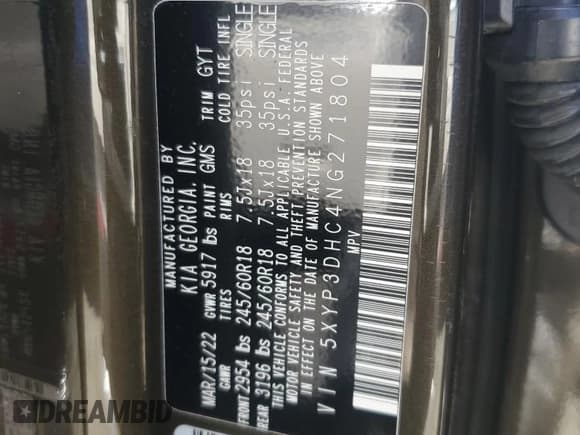 MANUFACTURED BY
KIA GEORGIA. INC.
MAR/15/22 GVWR 5917 lbs PAINT GMS TRIM GYT
GAWR TIRES RIMS COLD TIRE INFL
FRONT 2954 lbs 245/60R18 7.5Jx18 35psi SINGLE
REAR 3196 lbs 245/60R18 7.5Jx18 35psi SINGLE
THIS VEHICLE CONFORMS TO ALL APPLICABLE U.S.A. FEDERAL
MOTOR VEHICLE SAFETY AND THEFT PREVENTION STANDARDS
IN EFFECT ON THE DATE OF MANUFACTURE SHOWN ABOVE
VIN 5XYP3DHC4NG271804
MPV
DREAMBID